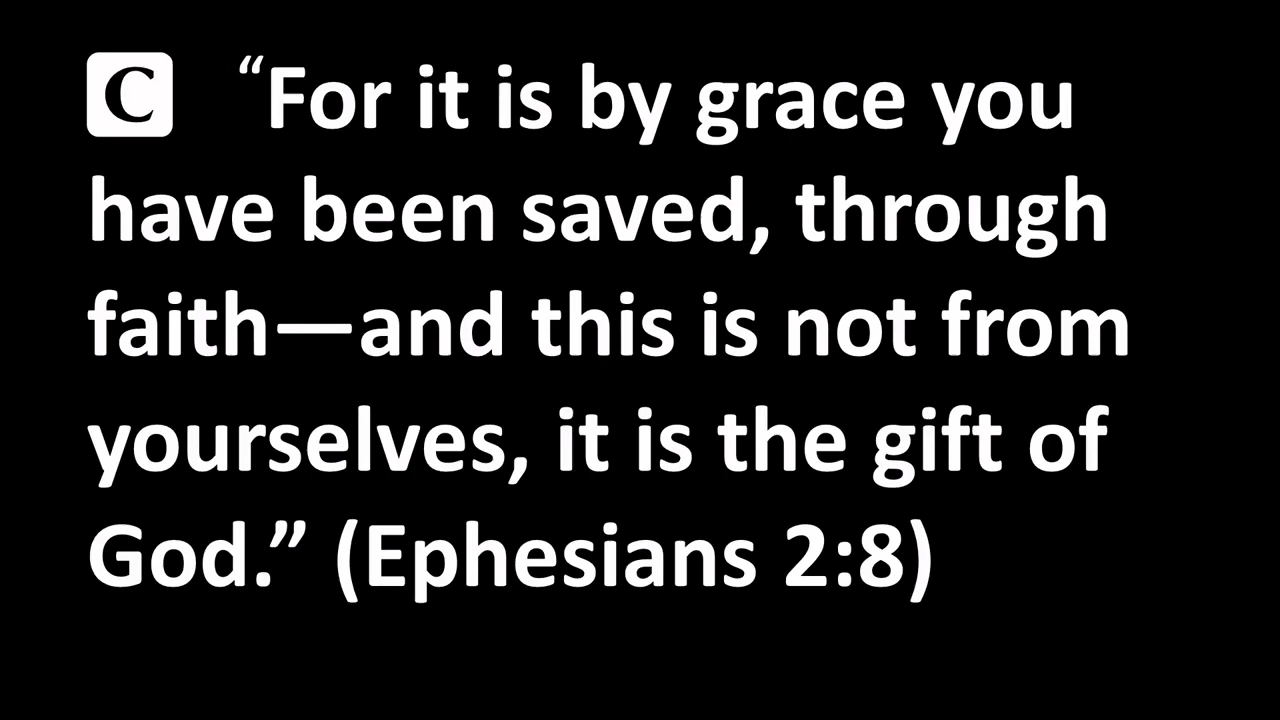 C “For it is by grace you
have been saved, through
faith—and this is not from
yourselves, it is the gift of
God.” (Ephesians 2:8)